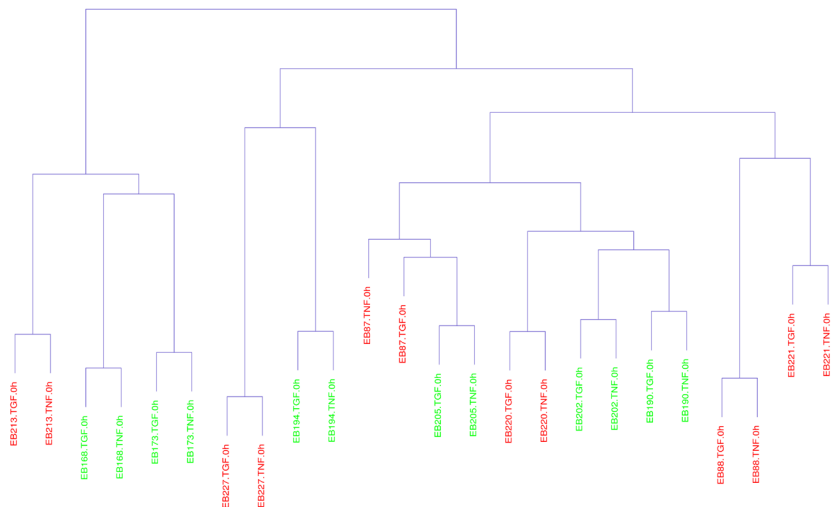 EB213.TGF.0h
EB213.TNF.0h
EB168.TGF.0h
EB168.TNF.0h
EB173.TGF.0h
EB173.TNF.0h
EB227.TGF.0h
EB227.TNF.0h
EB194.TGF.0h
EB194.TNF.0h
EB87.TNF.0h
EB87.TGF.0h
EB205.TGF.0h
EB205.TNF.0h
EB220.TGF.0h
EB220.TNF.0h
EB202.TGF.0h
EB202.TNF.0h
EB190.TGF.0h
EB190.TNF.0h
EB88.TGF.0h
EB88.TNF.0h
EB221.TGF.0h
EB221.TNF.0h